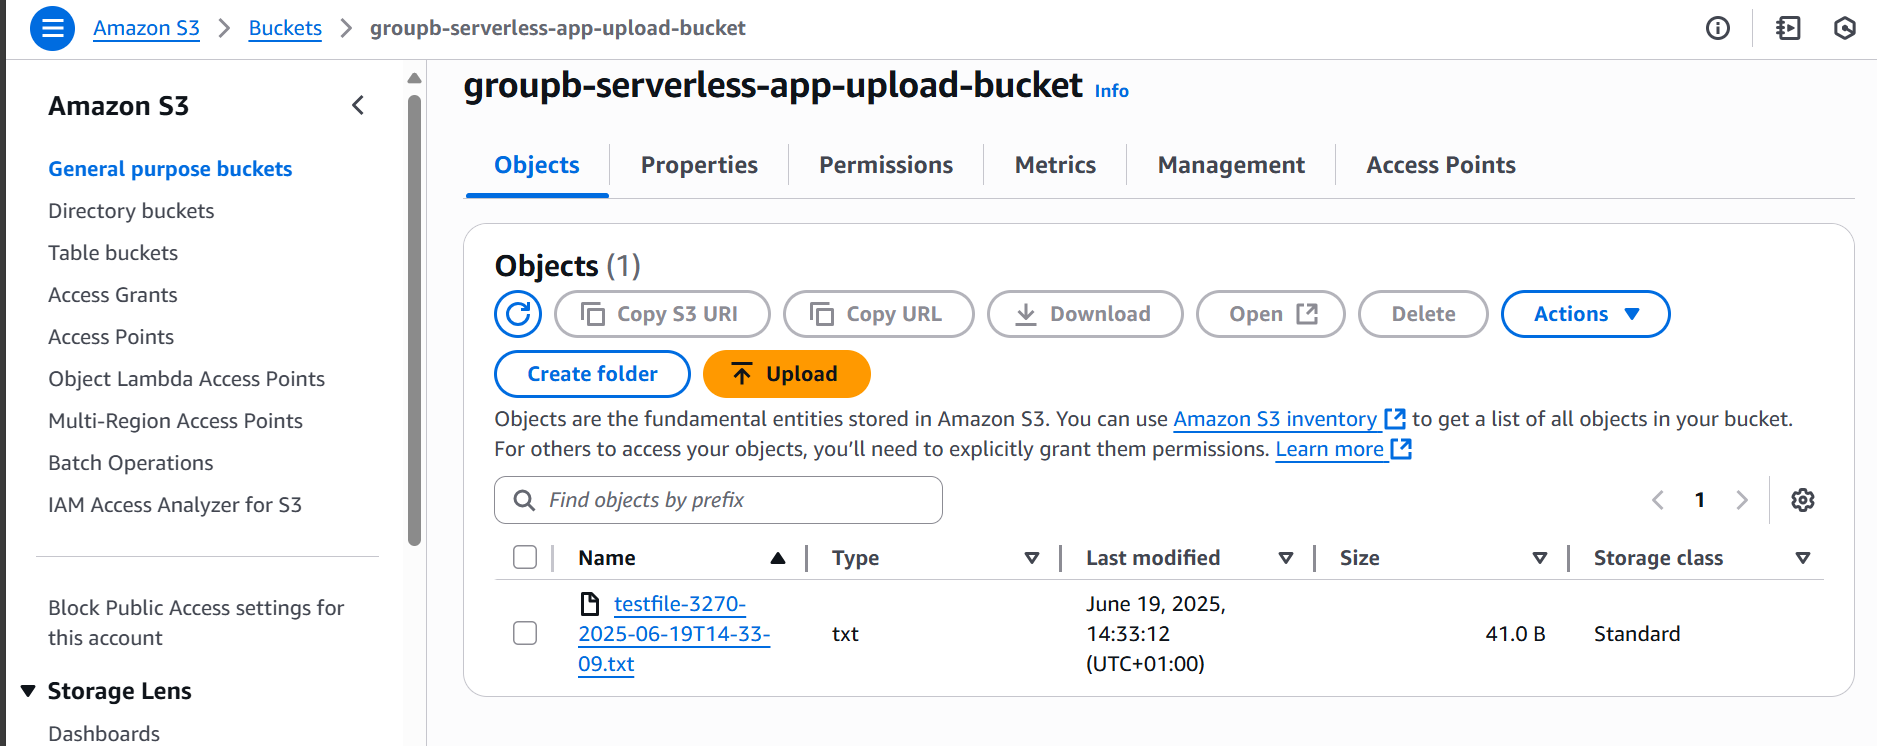 Amazon S3 > Buckets > groupb-serverless-app-upload-bucket
Amazon S3
General purpose buckets
Directory buckets
Table buckets
Access Grants
Access Points
Object Lambda Access Points
Multi-Region Access Points
Batch Operations
IAM Access Analyzer for S3
Block Public Access settings for
this account
Storage Lens
Dashboards
groupb-serverless-app-upload-bucket Info
Objects Properties Permissions Metrics Management Access Points
Objects (1)
Copy S3 URI Copy URL Download Open Delete Actions
Create folder Upload
Objects are the fundamental entities stored in Amazon S3. You can use Amazon S3 inventory to get a list of all objects in your bucket.
For others to access your objects, you’ll need to explicitly grant them permissions. Learn more
Find objects by prefix
1
Name Type Last modified Size Storage class
testfile-3270-
2025-06-19T14-33-
09.txt
txt
June 19, 2025,
14:33:12
(UTC+01:00)
41.0 B
Standard